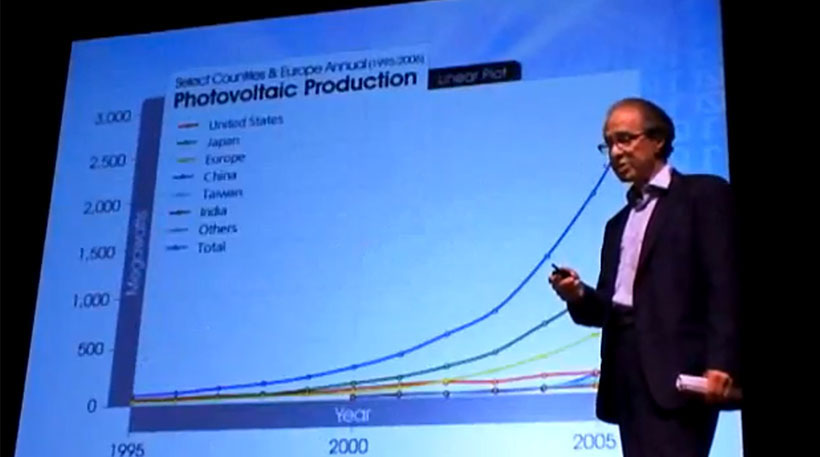 Select Countries & Europe Annual (1995-2006)
Photovoltaic Production
Linear Plot
3,000
2,500
2,000
1,500
1,000
500
0
Megawatts
United States
Japan
Europe
China
Taiwan
India
Others
Total
Year
1995
2000
2005